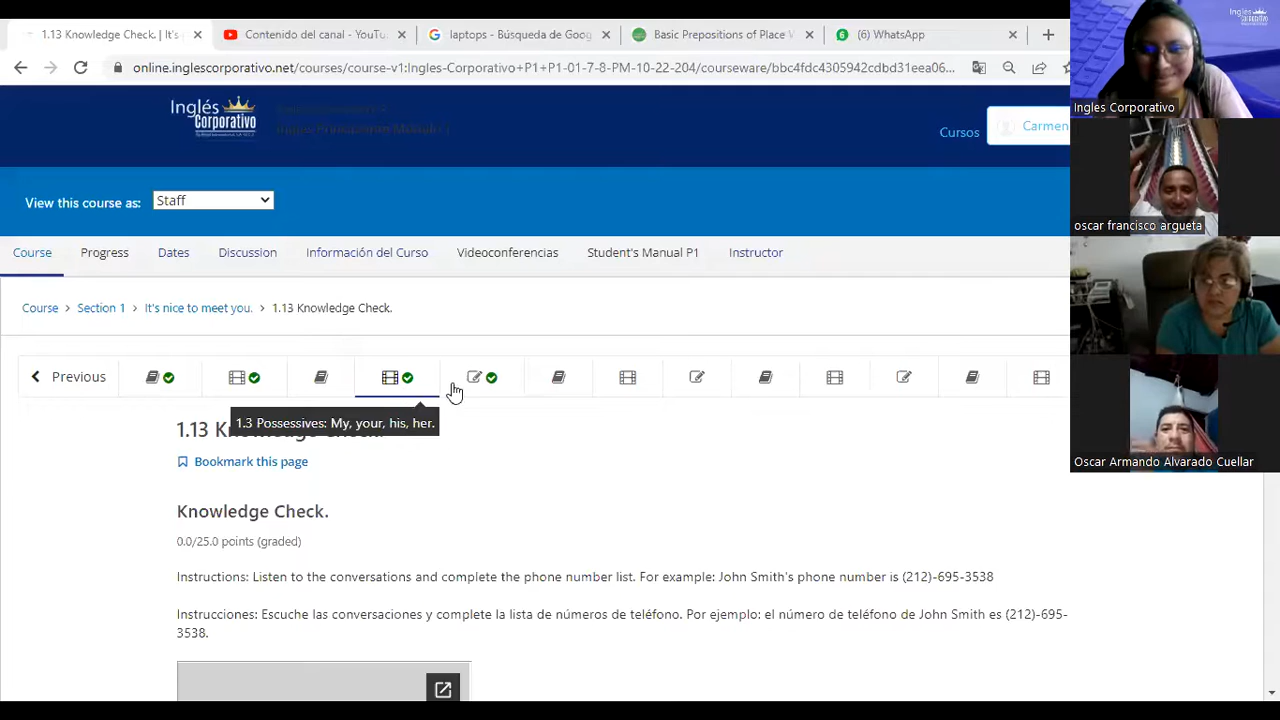 1.13 Knowledge Check. | It's
Contenido del canal - You
laptops - Búsqueda de Goo
Basic Prepositions of Place
(6) WhatsApp
online.inglescorporativo.net/courses/course-v1:Ingles-Corporativo+P1+P1-01-7-8-PM-10-22-204/courseware/bbc4fdc4305942cdbd31eea06...
Inglés
Corporativo
Cursos
Carmen
View this course as:
Staff
Course
Progress
Dates
Discussion
Información del Curso
Videoconferencias
Student's Manual P1
Instructor
Course > Section 1 > It's nice to meet you. > 1.13 Knowledge Check.
Previous
1.3 Possessives: My, your, his, her.
1.13
Bookmark this page
Knowledge Check.
0.0/25.0 points (graded)
Instructions: Listen to the conversations and complete the phone number list. For example: John Smith's phone number is (212)-695-3538
Instrucciones: Escuche las conversaciones y complete la lista de números de teléfono. Por ejemplo: el número de teléfono de John Smith es (212)-695-
3538.
Ingles Corporativo
oscar francisco argueta
Oscar Armando Alvarado Cuellar